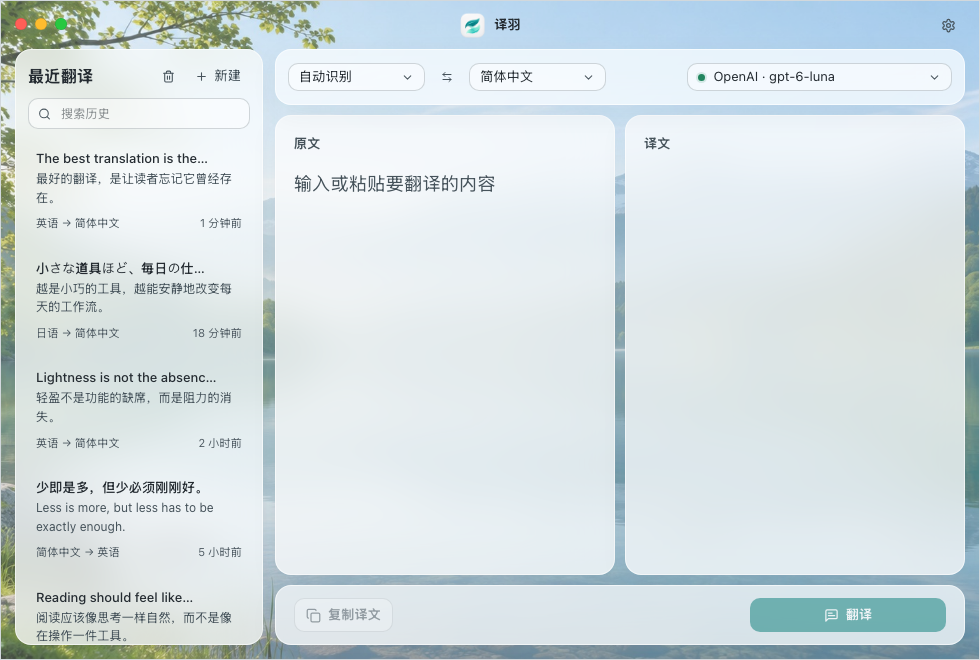 译羽
最近翻译
新建
搜索历史
The best translation is the...
最好的翻译，是让读者忘记它曾经存
在。
英语 → 简体中文 1 分钟前
小さな道具ほど、毎日の仕...
越是小巧的工具，越能安静地改变每
天的工作流。
日语 → 简体中文 18 分钟前
Lightness is not the absenc...
轻盈不是功能的缺席，而是阻力的消
失。
英语 → 简体中文 2 小时前
少即是多，但少必须刚刚好。
Less is more, but less has to be
exactly enough.
简体中文 → 英语 5 小时前
Reading should feel like...
阅读应该像思考一样自然，而不是像
在操作一件工具。
自动识别 简体中文 OpenAI · gpt-6-luna
原文
输入或粘贴要翻译的内容
译文
复制译文
翻译